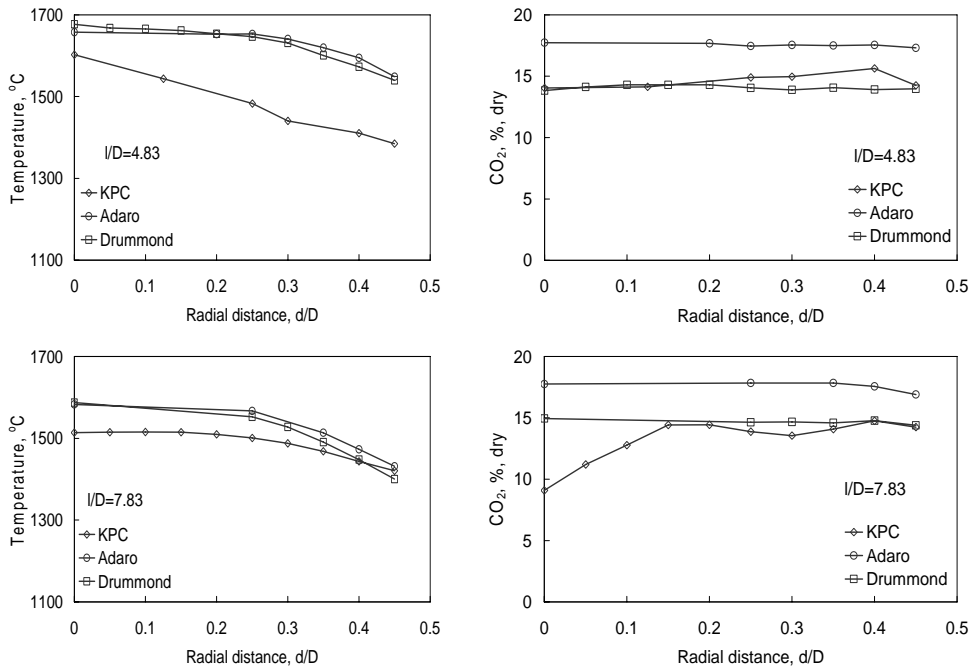 1700
1500
1300
1100
Temperature, °C
l/D=4.83
KPC
Adaro
Drummond
0 0.1 0.2 0.3 0.4 0.5
Radial distance, d/D
20
15
10
5
0
CO₂, %, dry
l/D=4.83
KPC
Adaro
Drummond
0 0.1 0.2 0.3 0.4 0.5
Radial distance, d/D
1700
1500
1300
1100
Temperature, °C
l/D=7.83
KPC
Adaro
Drummond
0 0.1 0.2 0.3 0.4 0.5
Radial distance, d/D
20
15
10
5
0
CO₂, %, dry
l/D=7.83
KPC
Adaro
Drummond
0 0.1 0.2 0.3 0.4 0.5
Radial distance, d/D